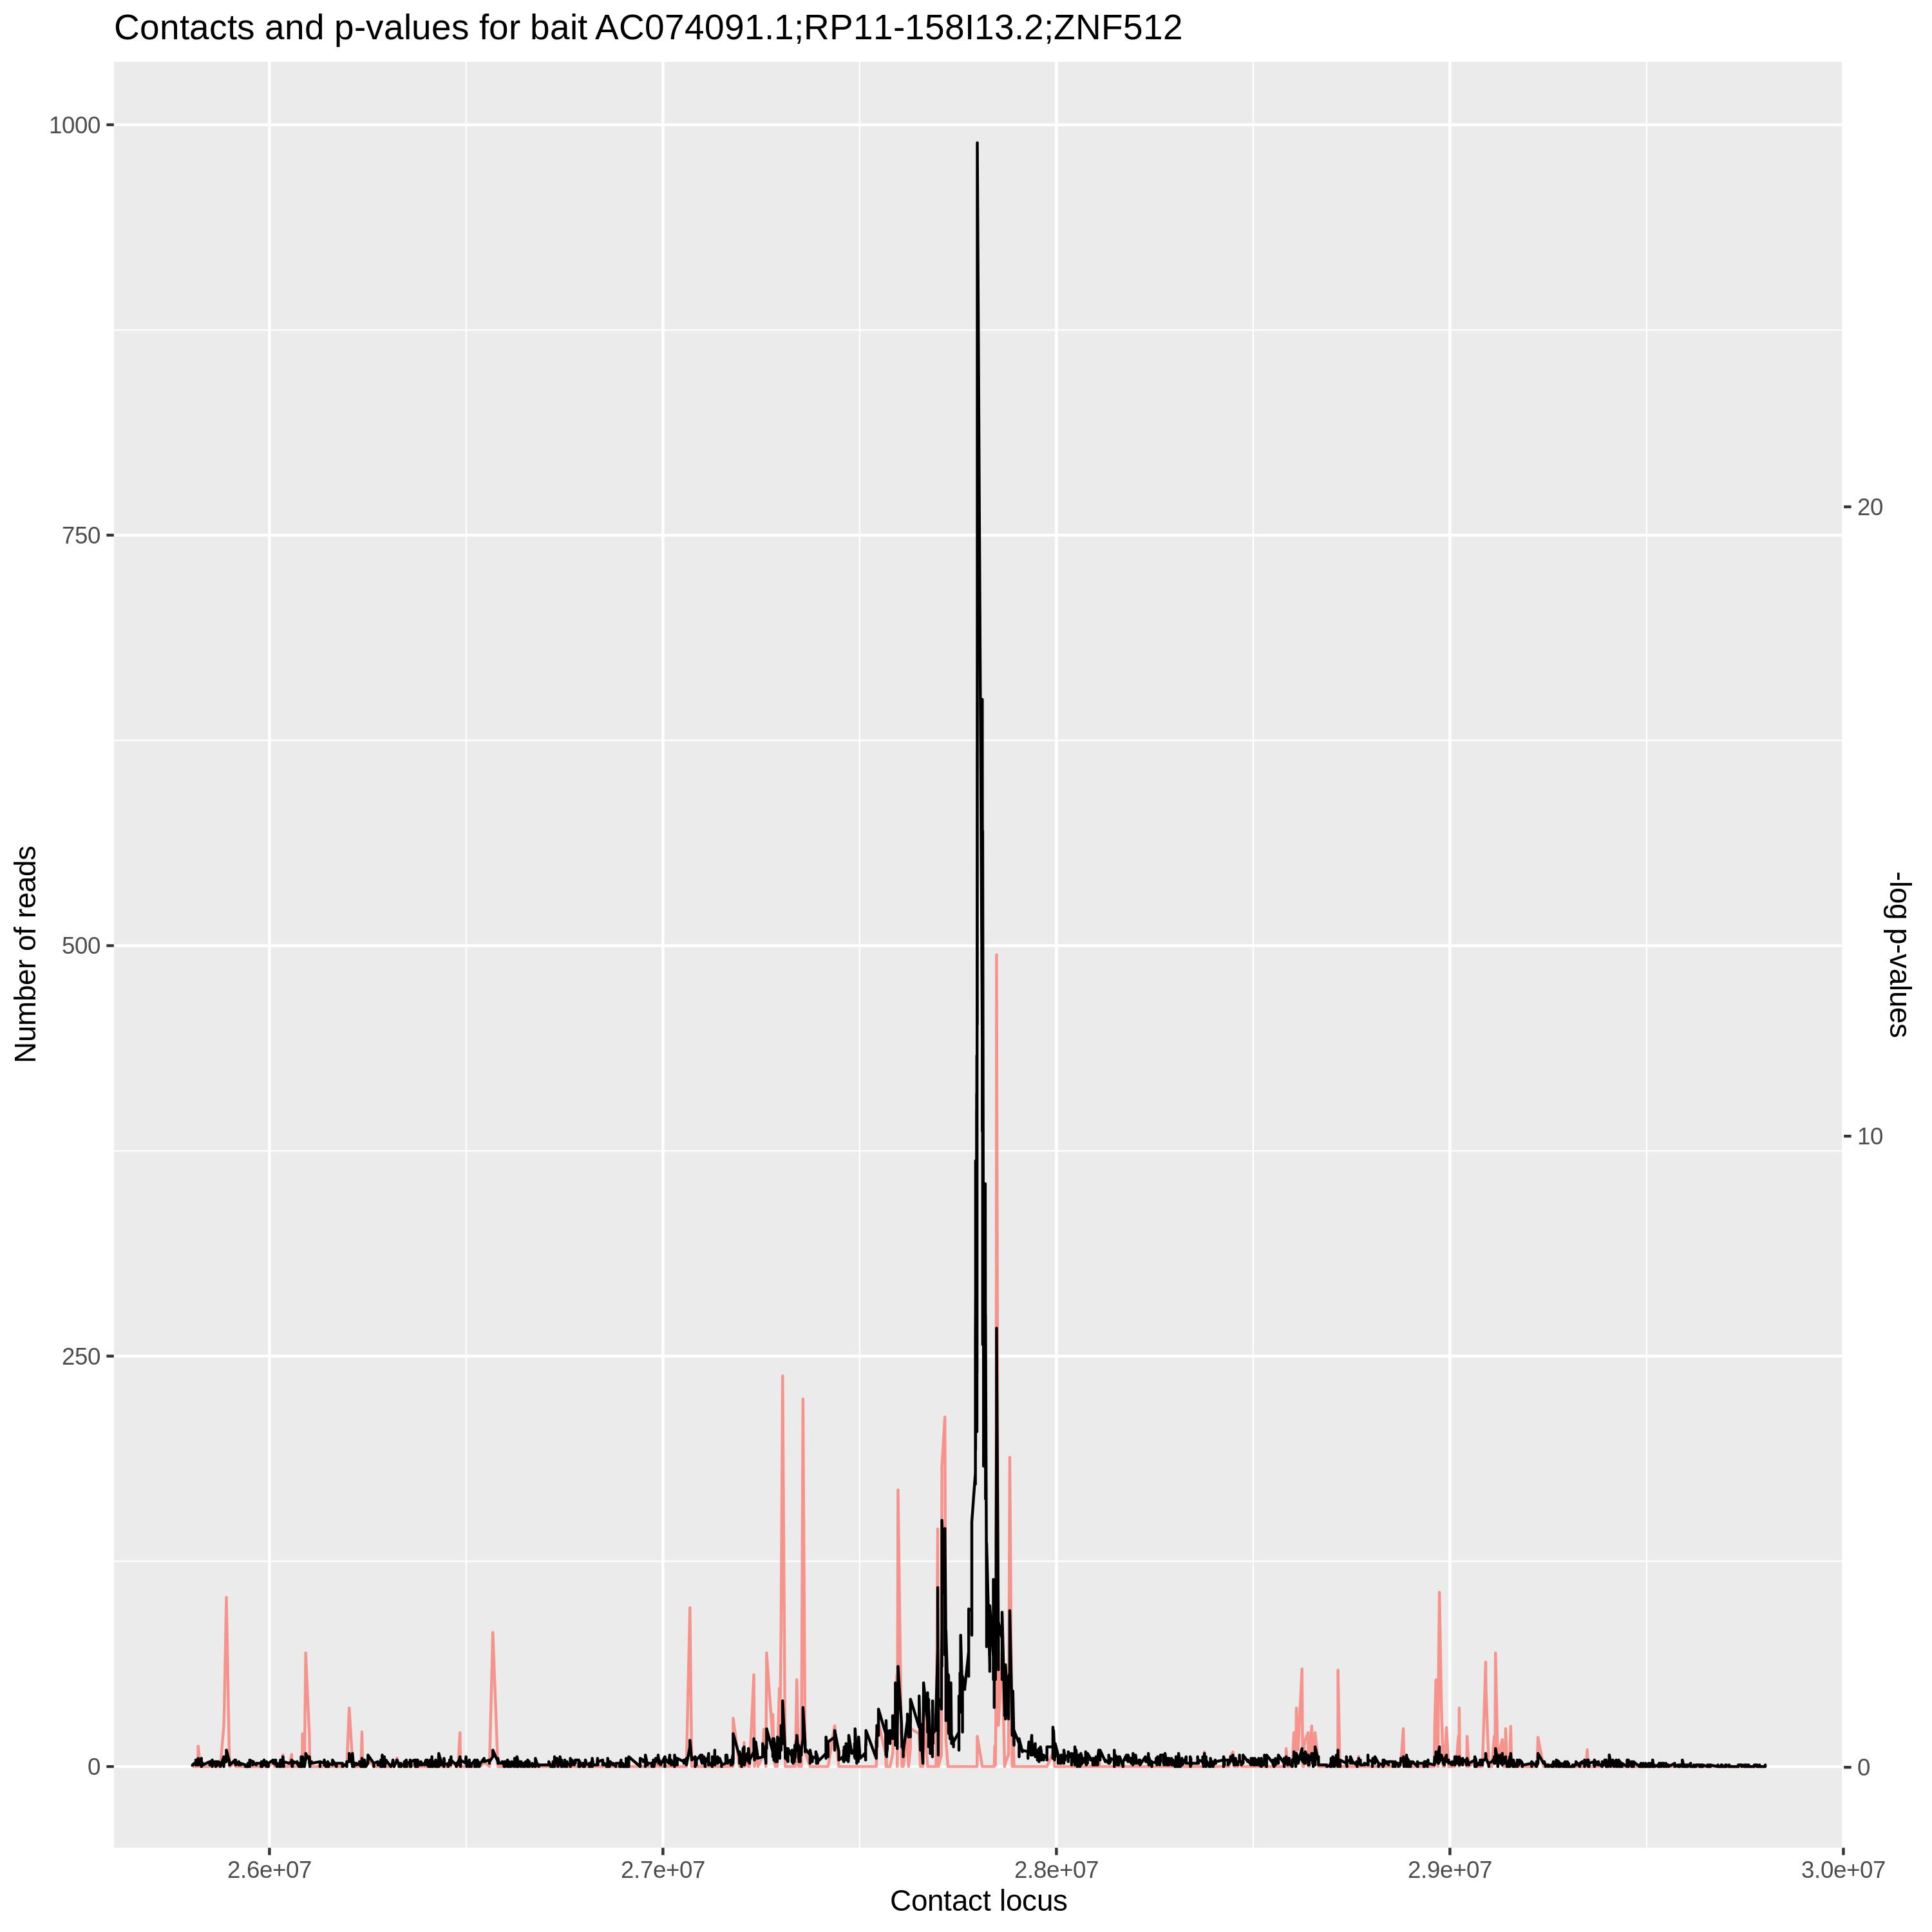 Contacts and p-values for bait AC074091.1;RP11-158I13.2;ZNF512
1000
750
500
250
0
Number of reads
20
10
0
-log p-values
2.6e+07
2.7e+07
2.8e+07
2.9e+07
3.0e+07
Contact locus